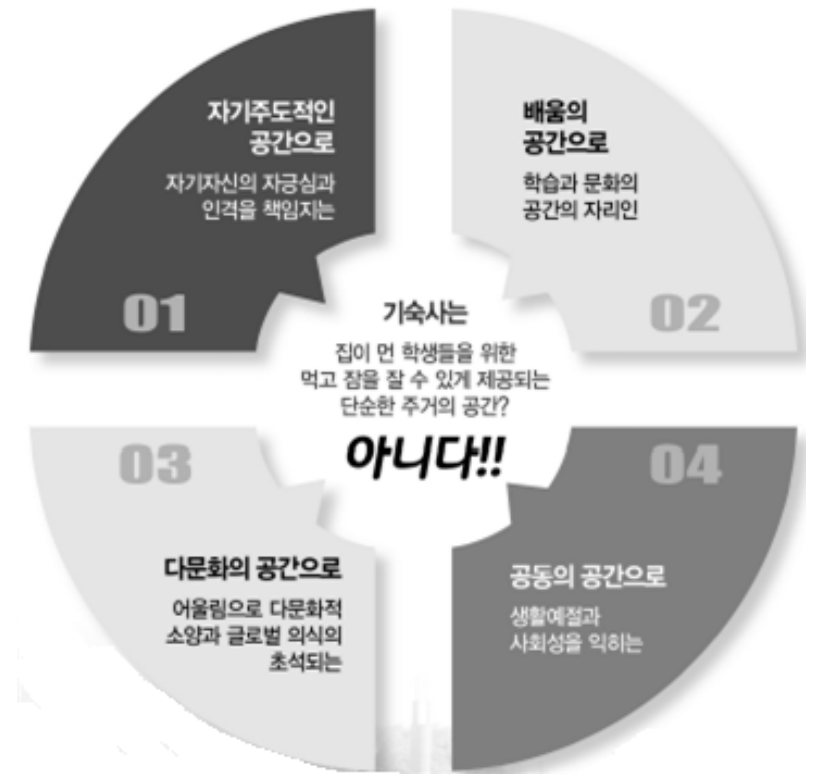 자기주도적인
공간으로
자기자신의 자긍심과
인격을 책임지는
01
배움의
공간으로
학습과 문화의
공간의 자리인
02
기숙사는
집이 먼 학생들을 위한
먹고 잠을 잘 수 있게 제공되는
단순한 주거의 공간?
아니다!!
03
다문화의 공간으로
어울림으로 다문화적
소양과 글로벌 의식의
초석되는
04
공동의 공간으로
생활예절과
사회성을 익히는